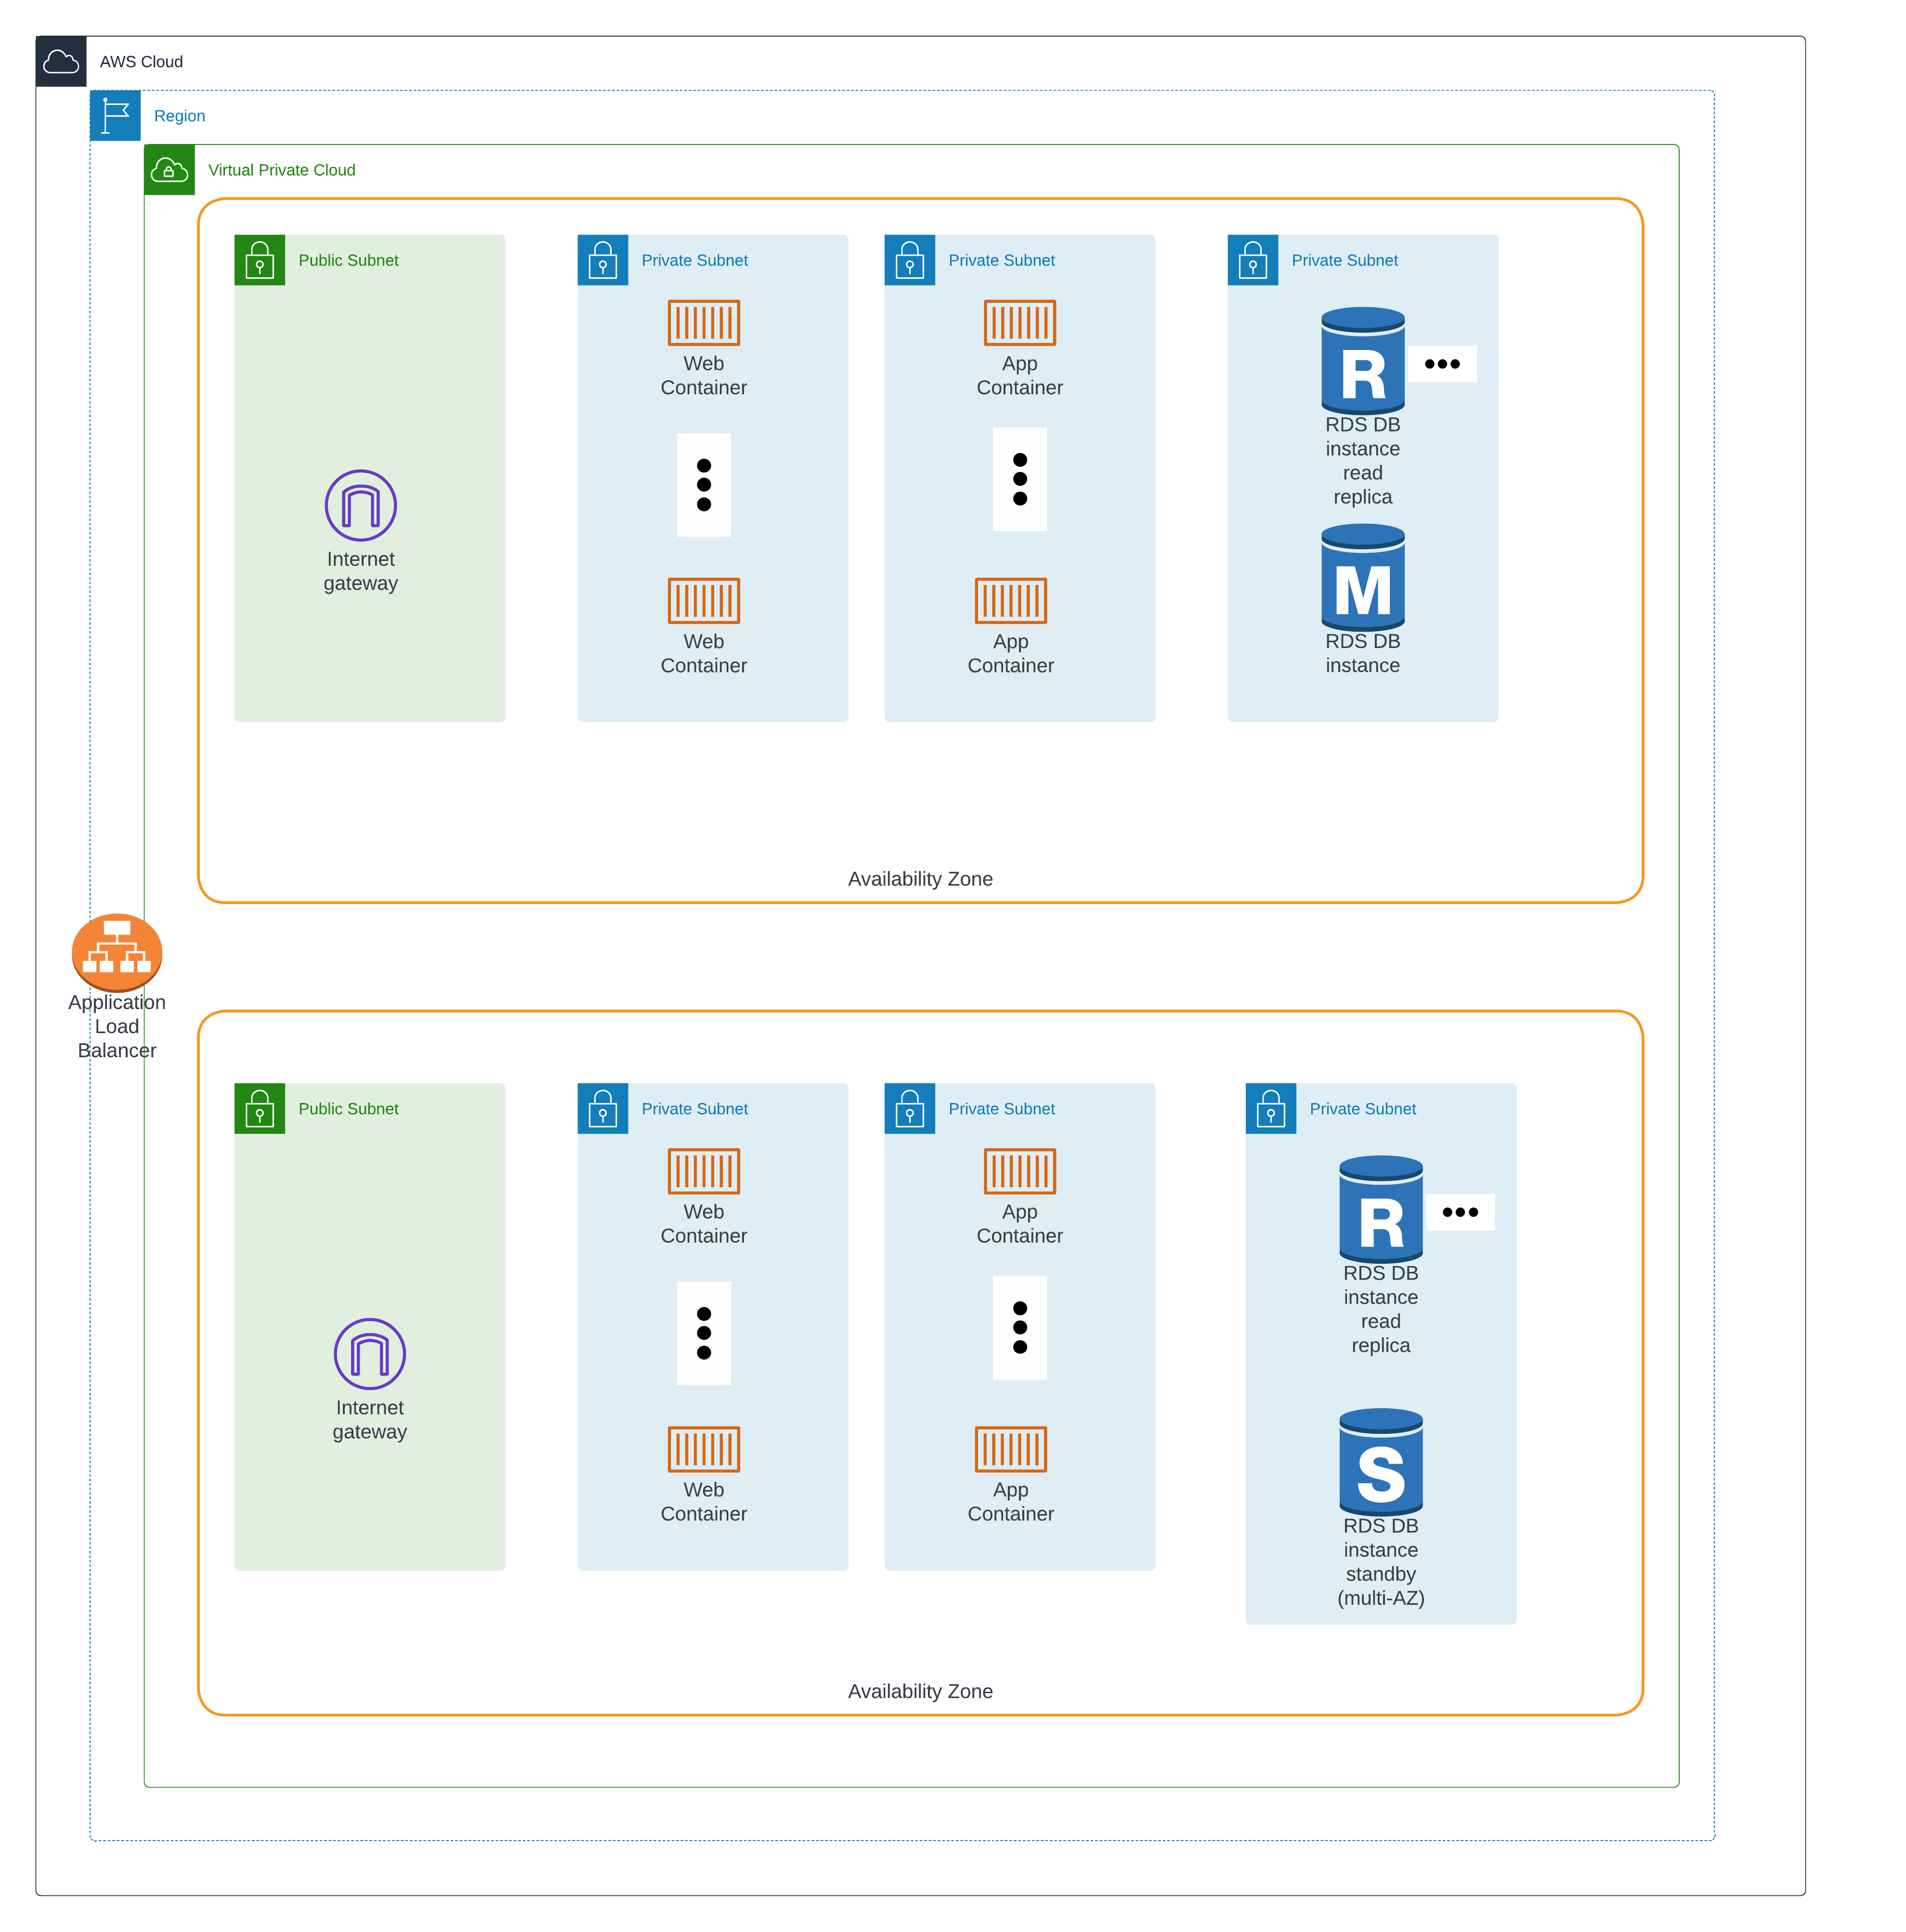 AWS Cloud
Region
Virtual Private Cloud
Public Subnet
Internet
gateway
Private Subnet
Web
Container
Web
Container
Private Subnet
App
Container
App
Container
Private Subnet
R
RDS DB
instance
read
replica
M
RDS DB
instance
Availability Zone
Application
Load
Balancer
Public Subnet
Internet
gateway
Private Subnet
Web
Container
Web
Container
Private Subnet
App
Container
App
Container
Private Subnet
R
RDS DB
instance
read
replica
S
RDS DB
instance
standby
(multi-AZ)
Availability Zone